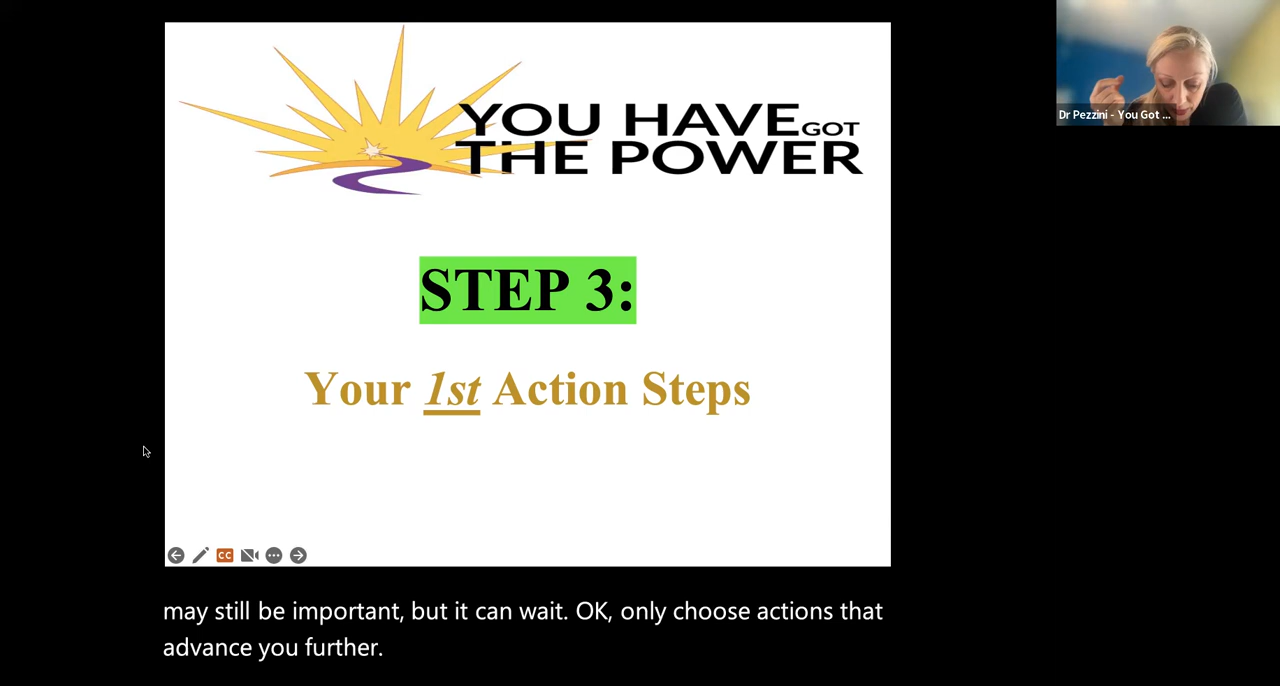 YOU HAVE GOT
THE POWER
Dr Pezzini - You Got ...
STEP 3:
Your 1st Action Steps
CC
may still be important, but it can wait. OK, only choose actions that
advance you further.